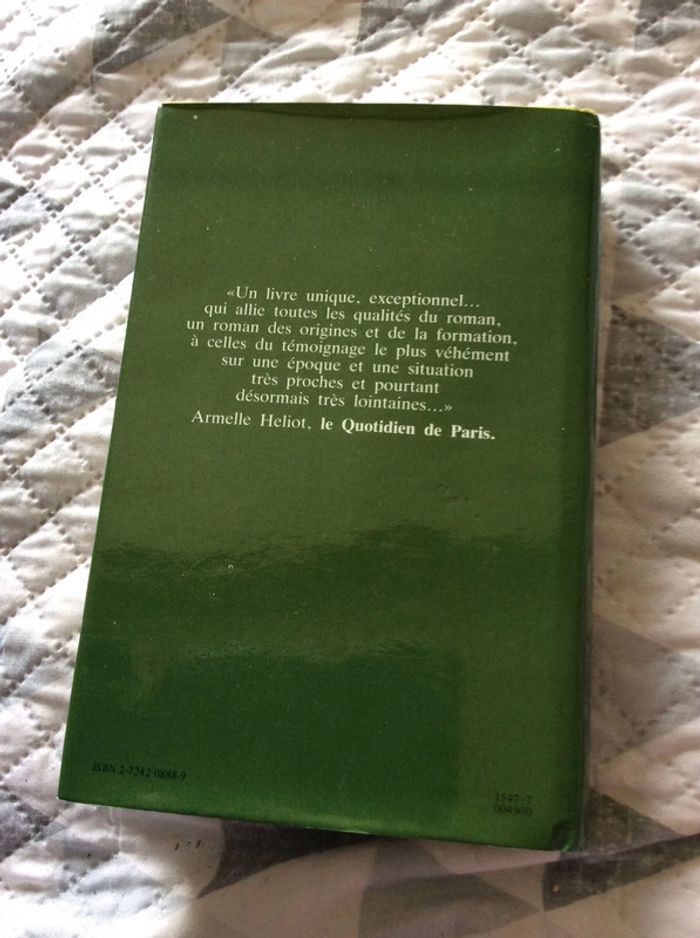 «Un livre unique, exceptionnel...
qui allie toutes les qualités du roman,
un roman des origines et de la formation,
à celles du témoignage le plus véhément
sur une époque et une situation
très proches et pourtant
désormais très lointaines...»
Armelle Heliot, le Quotidien de Paris.
ISBN 2-7242-0888-9
1547-7
004900